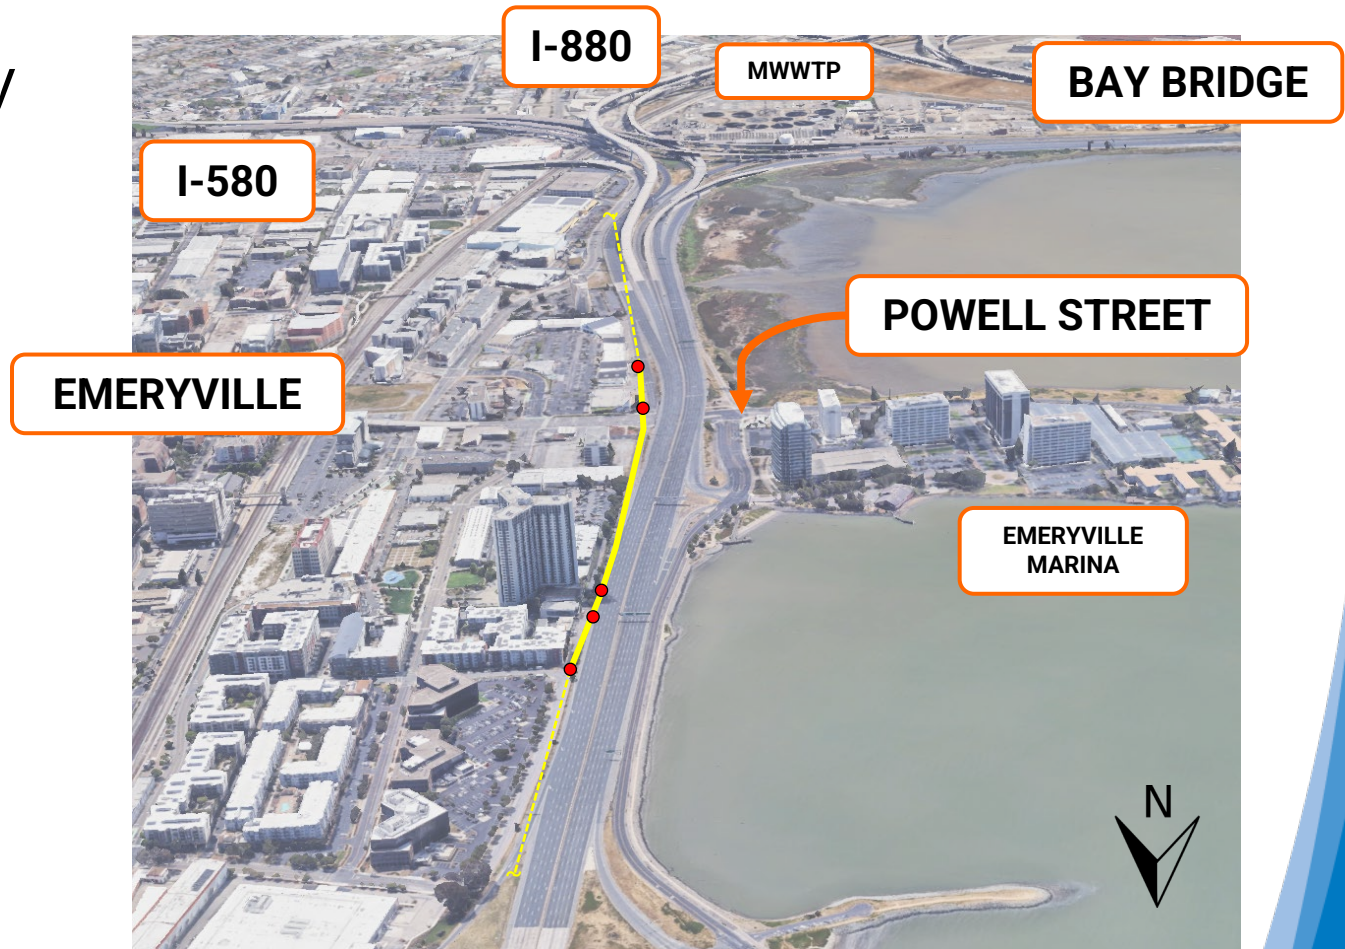 y
I-880
MWWTP
BAY BRIDGE
I-580
POWELL STREET
EMERYVILLE
EMERYVILLE
MARINA
N